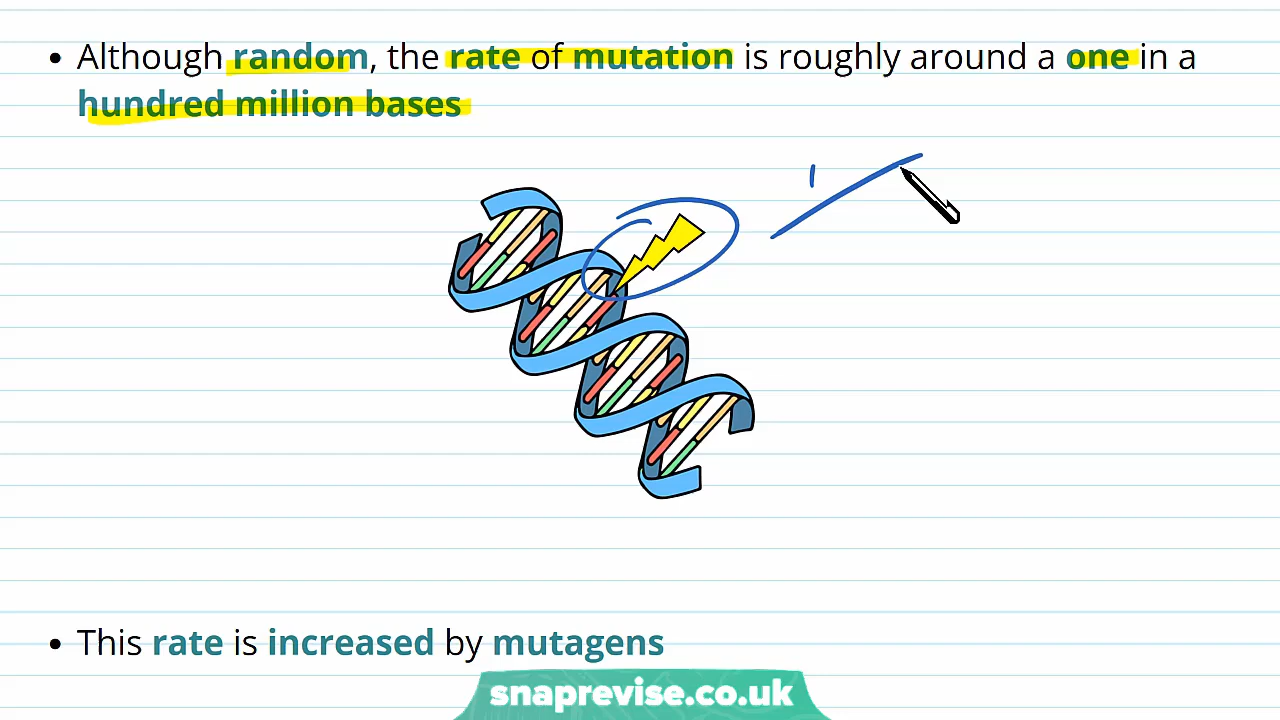 • Although random, the rate of mutation is roughly around a one in a
hundred million bases
1/
• This rate is increased by mutagens
snaprevise.co.uk